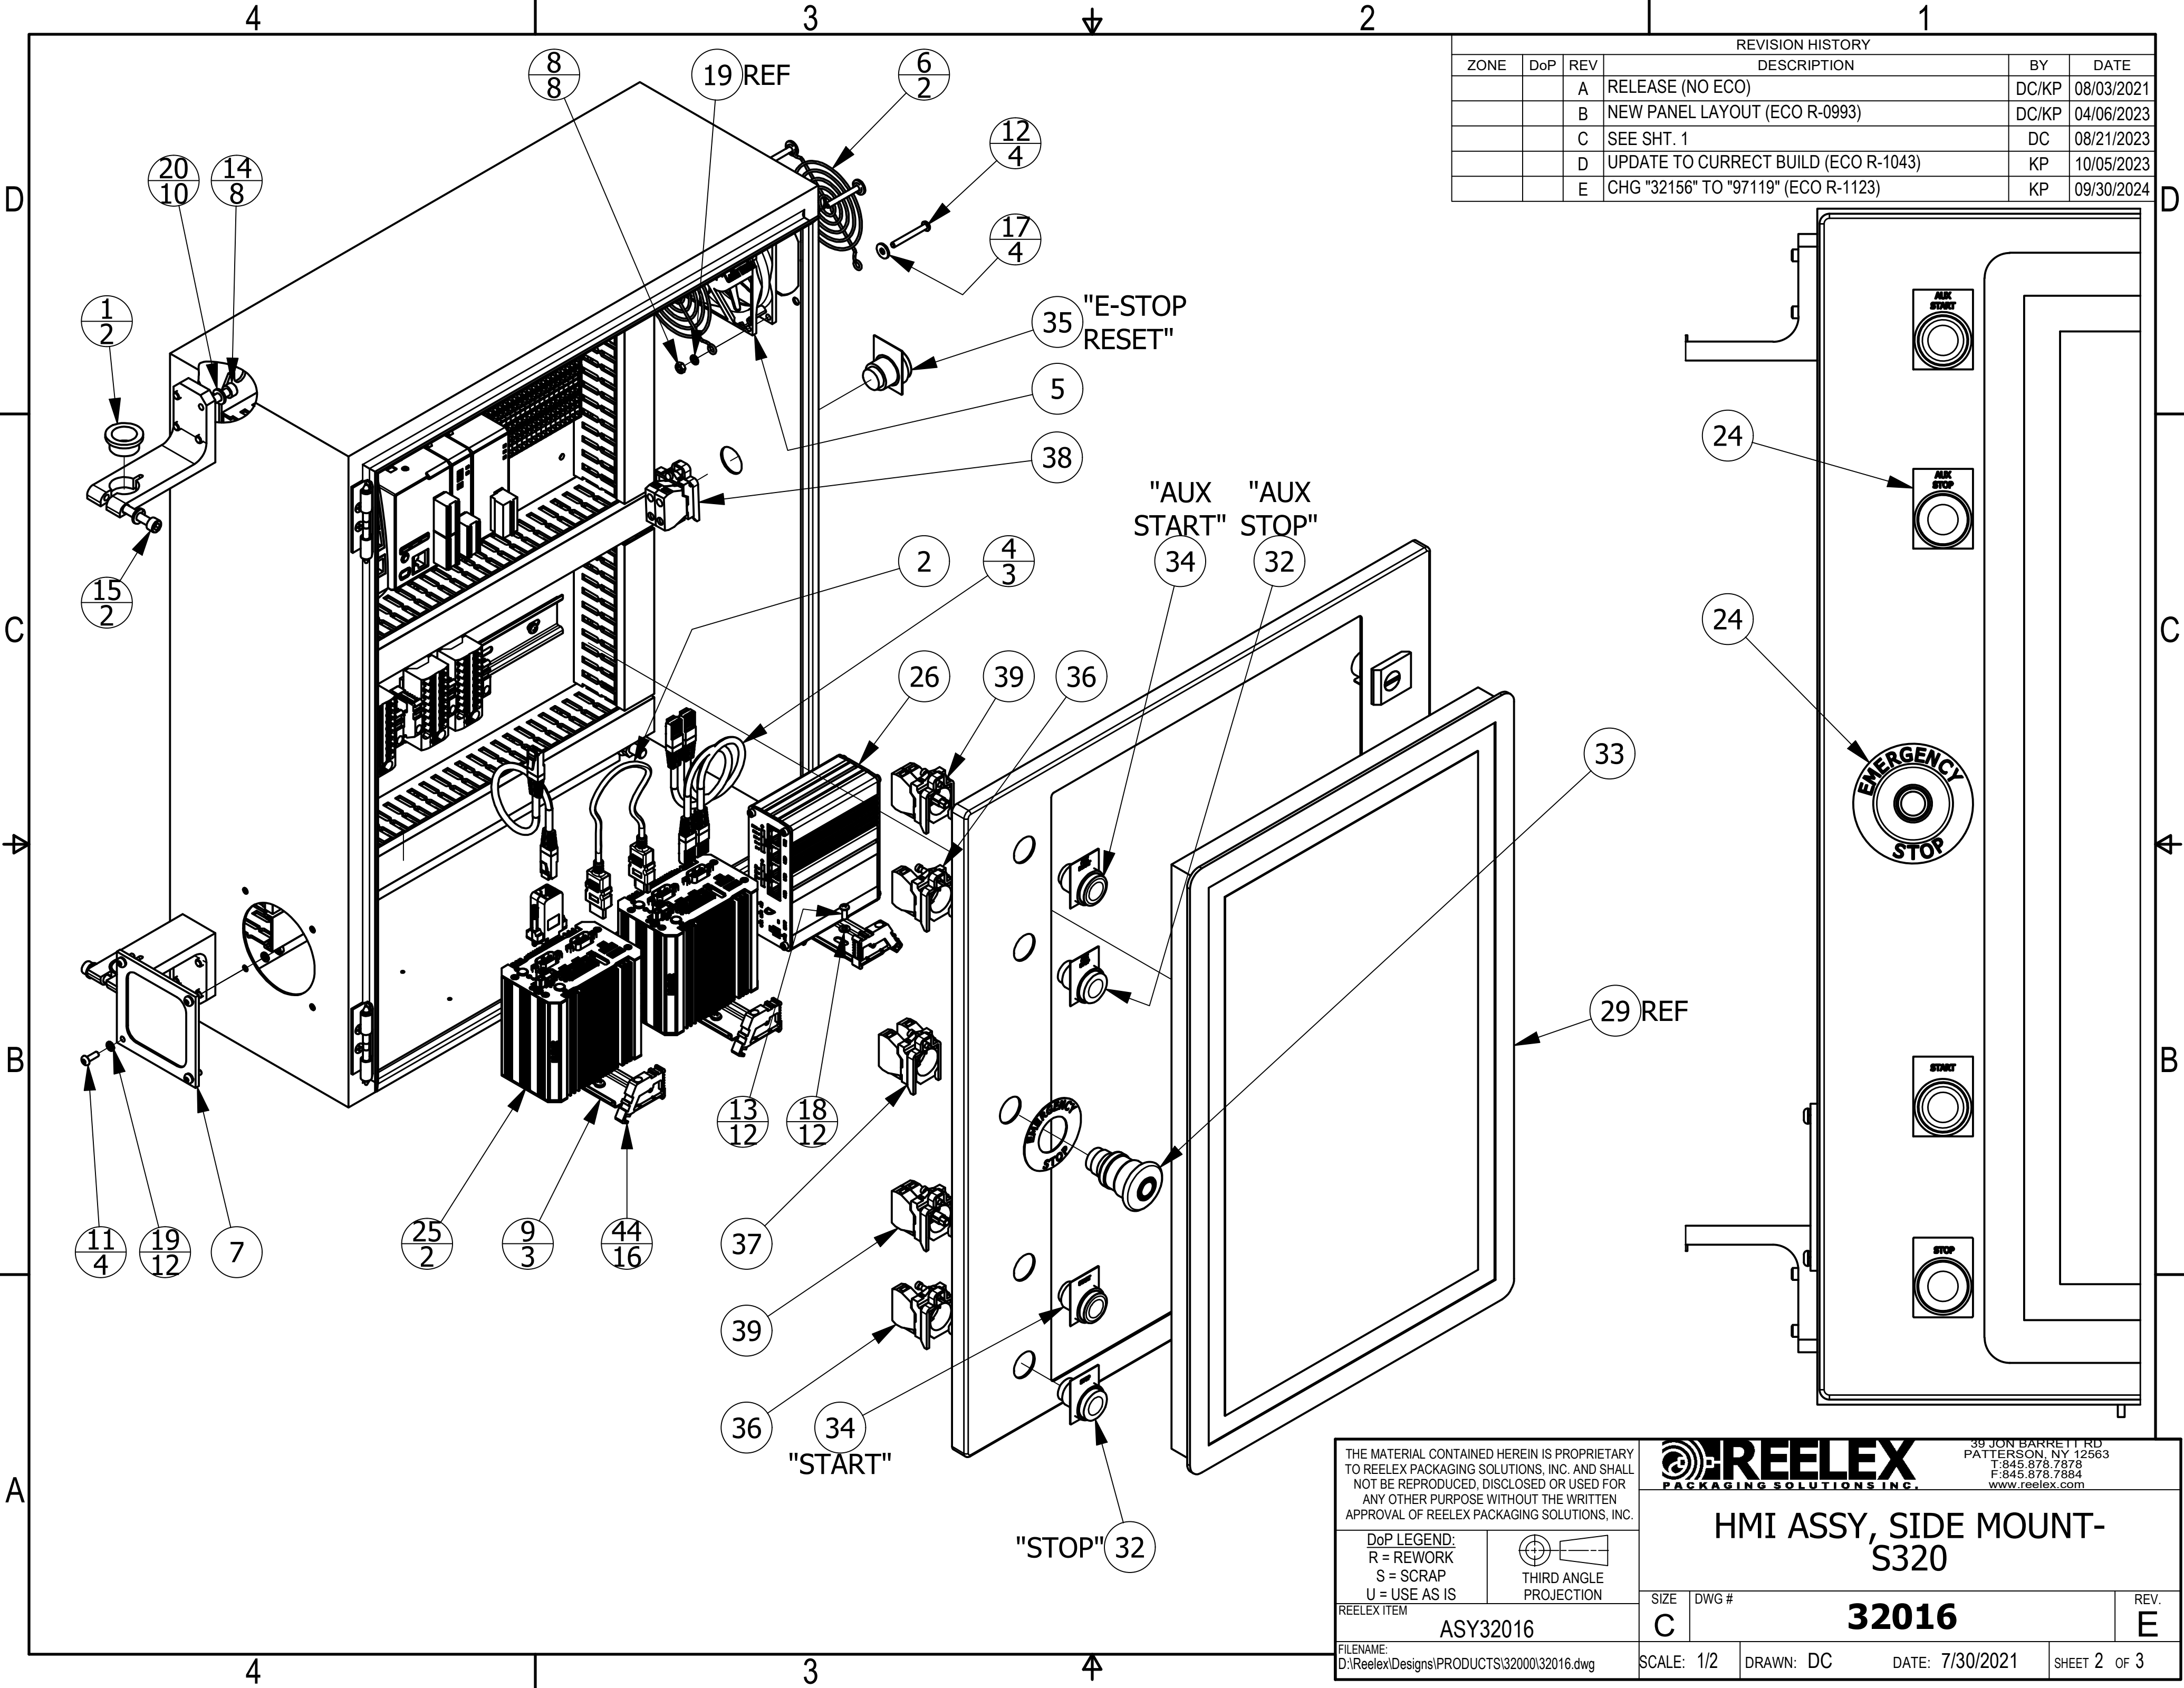 4 3 2 1
REVISION HISTORY
ZONE DoP REV DESCRIPTION BY DATE
A RELEASE (NO ECO) DC/KP 08/03/2021
B NEW PANEL LAYOUT (ECO R-0993) DC/KP 04/06/2023
C SEE SHT. 1 DC 08/21/2023
D UPDATE TO CURRECT BUILD (ECO R-1043) KP 10/05/2023
E CHG "32156" TO "97119" (ECO R-1123) KP 09/30/2024
D
D
8
8
19 REF
6
2
12
4
20
10
14
8
17
4
1
2
35 "E-STOP
RESET"
5
38
"AUX
START"
"AUX
STOP"
34
32
2
4
3
15
2
C
C
26
39
36
33
24
24
AUX
START
AUX
STOP
EMERGENCY
STOP
START
STOP
29 REF
EMERGENCY
STOP
B
B
13
12
18
12
11
4
19
12
7
25
2
9
3
44
16
37
39
36
34
"START"
"STOP" 32
A
THE MATERIAL CONTAINED HEREIN IS PROPRIETARY
TO REELEX PACKAGING SOLUTIONS, INC. AND SHALL
NOT BE REPRODUCED, DISCLOSED OR USED FOR
ANY OTHER PURPOSE WITHOUT THE WRITTEN
APPROVAL OF REELEX PACKAGING SOLUTIONS, INC.
DoP LEGEND:
R = REWORK
S = SCRAP
U = USE AS IS
THIRD ANGLE
PROJECTION
REELEX ITEM
ASY32016
FILENAME:
D:\Reelex\Designs\PRODUCTS\32000\32016.dwg
REELEX
PACKAGING SOLUTIONS INC.
39 JON BARRETT RD
PATTERSON, NY 12563
T:845.878.7878
F:845.878.7884
www.reelex.com
HMI ASSY, SIDE MOUNT-
S320
SIZE
C
DWG #
32016
REV.
E
SCALE: 1/2 DRAWN: DC DATE: 7/30/2021 SHEET 2 OF 3
4 3